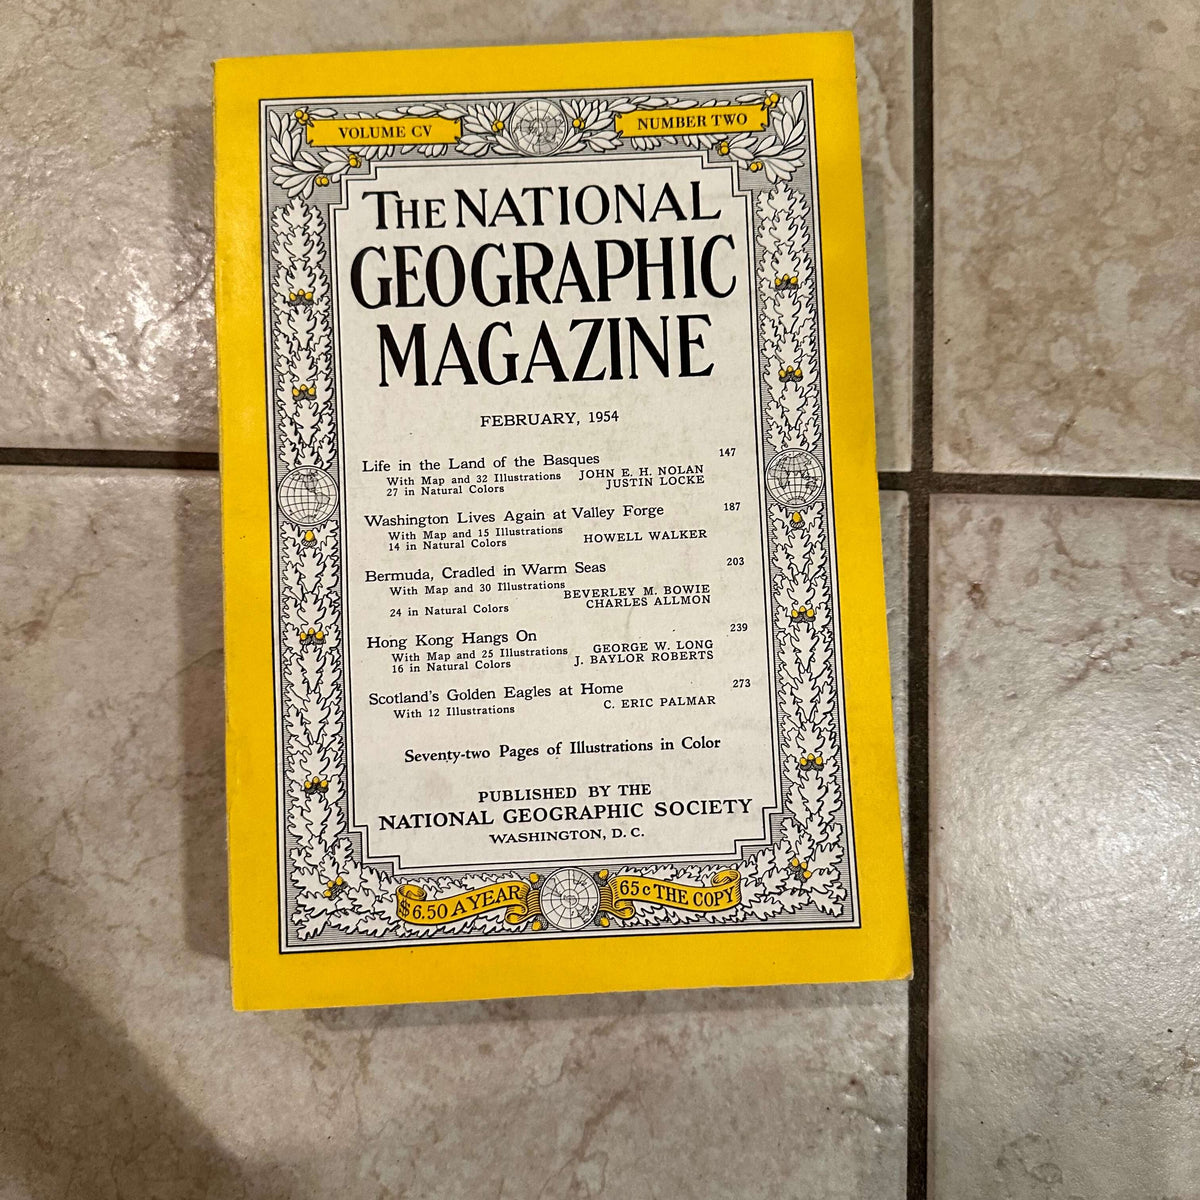 VOLUME CV
NUMBER TWO
THE NATIONAL
GEOGRAPHIC
MAGAZINE
FEBRUARY, 1954
Life in the Land of the Basques 147
With Map and 32 Illustrations JOHN E. H. NOLAN
27 in Natural Colors JUSTIN LOCKE
Washington Lives Again at Valley Forge 187
With Map and 15 Illustrations
14 in Natural Colors HOWELL WALKER
Bermuda, Cradled in Warm Seas 203
With Map and 30 Illustrations BEVERLEY M. BOWIE
24 in Natural Colors CHARLES ALLMON
Hong Kong Hangs On 239
With Map and 25 Illustrations GEORGE W. LONG
16 in Natural Colors J. BAYLOR ROBERTS
Scotland's Golden Eagles at Home 273
With 12 Illustrations C. ERIC PALMAR
Seventy-two Pages of Illustrations in Color
PUBLISHED BY THE
NATIONAL GEOGRAPHIC SOCIETY
WASHINGTON, D. C.
$6.50 A YEAR
65c THE COPY